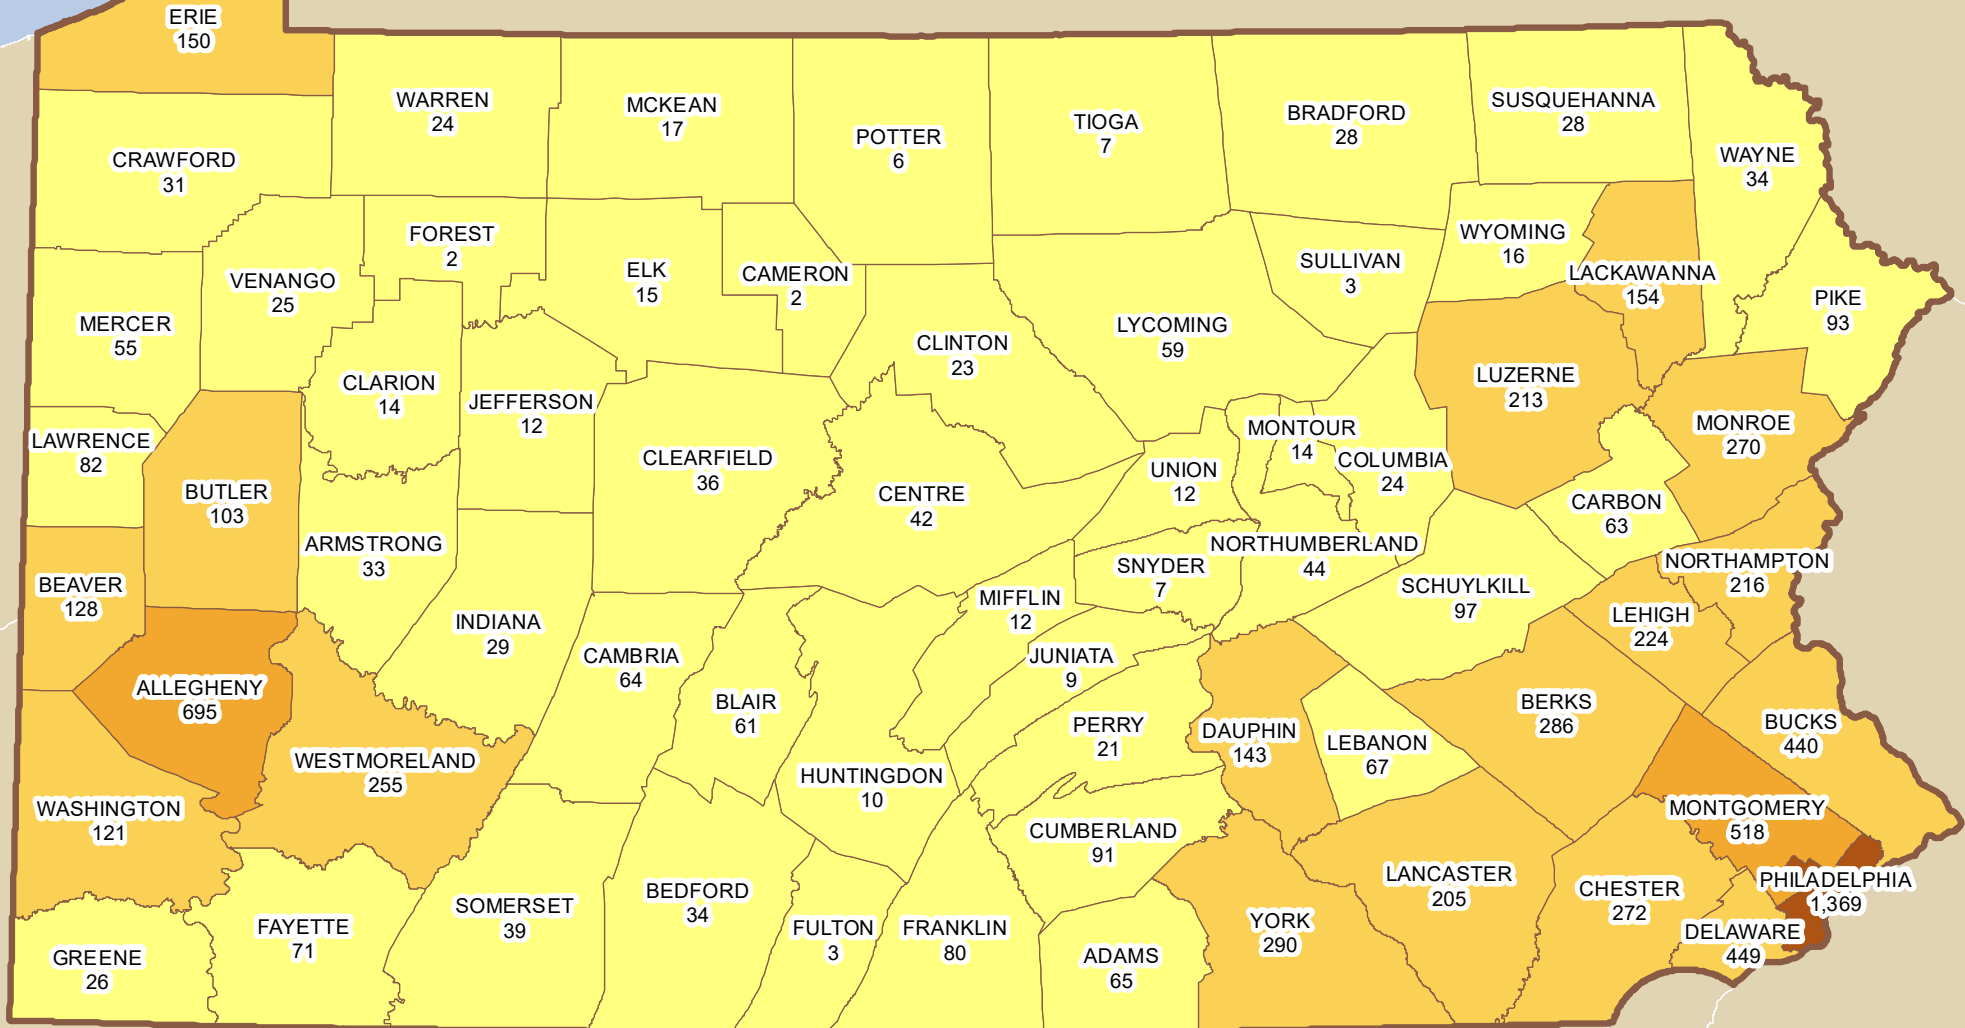 ERIE
150
WARREN
24
MCKEAN
17
POTTER
6
TIOGA
7
BRADFORD
28
SUSQUEHANNA
28
WAYNE
34
CRAWFORD
31
FOREST
2
VENANGO
25
ELK
15
CAMERON
2
SULLIVAN
3
WYOMING
16
LACKAWANNA
154
PIKE
93
MERCER
55
CLINTON
23
LYCOMING
59
CLARION
14
JEFFERSON
12
LUZERNE
213
MONROE
270
LAWRENCE
82
MONTOUR
14
COLUMBIA
24
UNION
12
CLEARFIELD
36
CENTRE
42
BUTLER
103
CARBON
63
ARMSTRONG
33
NORTHUMBERLAND
44
SNYDER
7
NORTHAMPTON
216
BEAVER
128
SCHUYLKILL
97
MIFFLIN
12
LEHIGH
224
INDIANA
29
CAMBRIA
64
JUNIATA
9
ALLEGHENY
695
BLAIR
61
BERKS
286
PERRY
21
DAUPHIN
143
BUCKS
440
LEBANON
67
WESTMORELAND
255
HUNTINGDON
10
WASHINGTON
121
MONTGOMERY
518
CUMBERLAND
91
LANCASTER
205
PHILADELPHIA
1,369
CHESTER
272
BEDFORD
34
SOMERSET
39
YORK
290
FAYETTE
71
FULTON
3
FRANKLIN
80
DELAWARE
449
GREENE
26
ADAMS
65